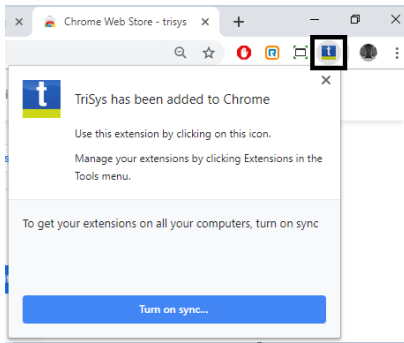 Chrome Web Store - trisys
t
TriSys has been added to Chrome
Use this extension by clicking on this icon.
Manage your extensions by clicking Extensions in the
Tools menu.
To get your extensions on all your computers, turn on sync
Turn on sync...